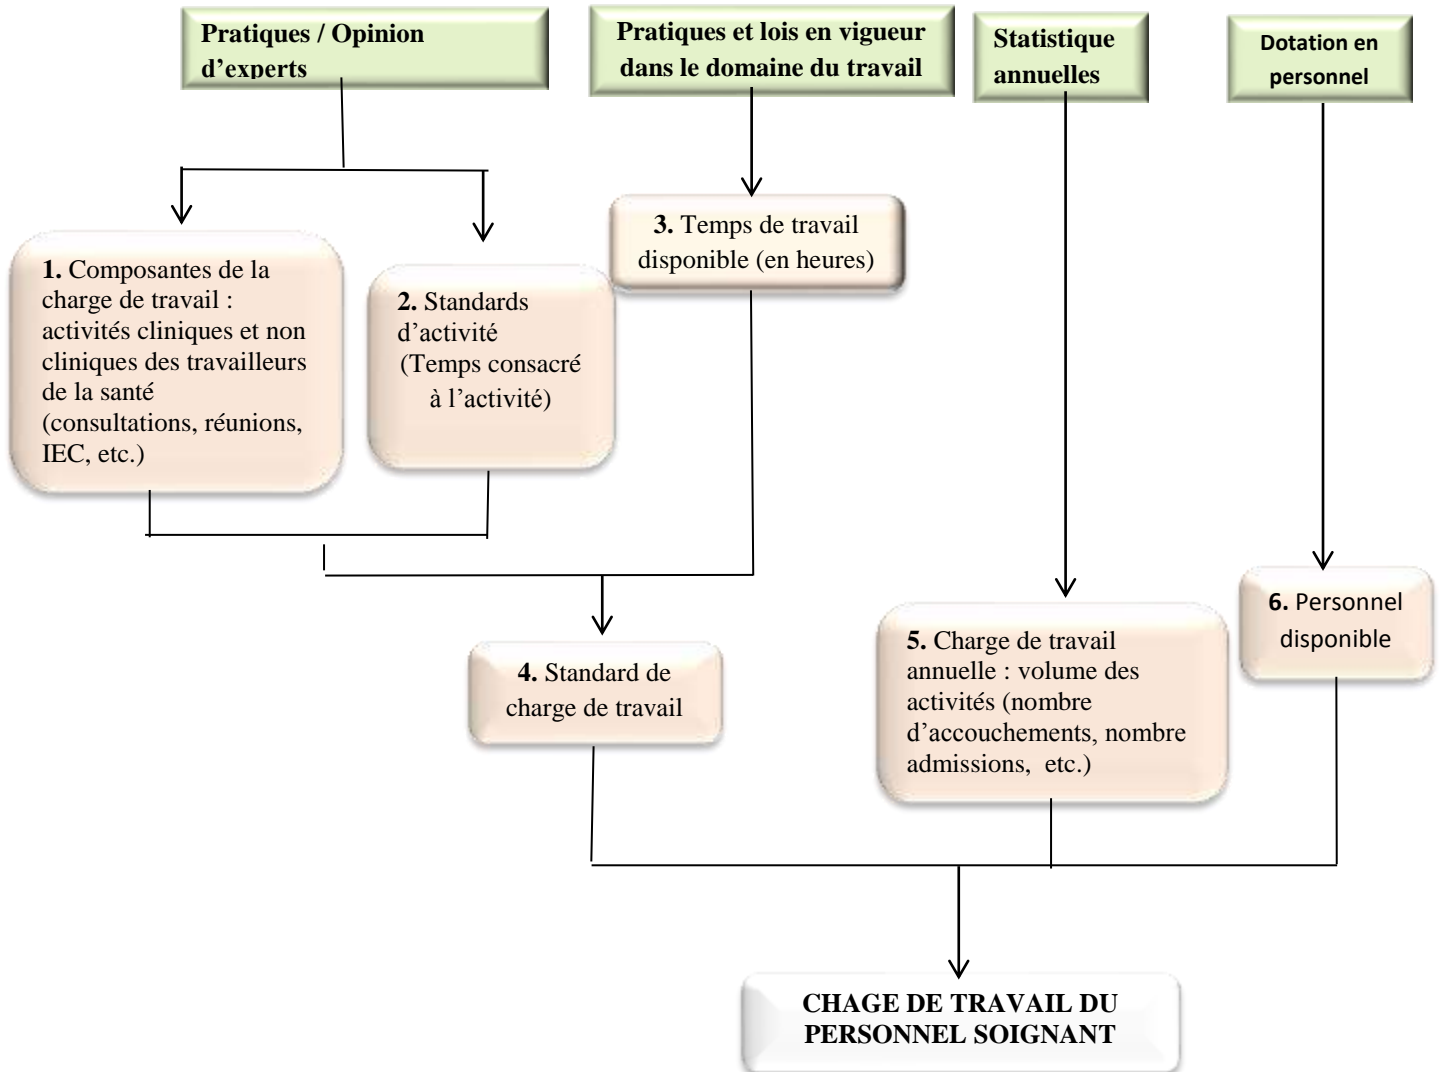 Pratiques / Opinion
d’experts
Pratiques et lois en vigueur
dans le domaine du travail
Statistique
annuelles
Dotation en
personnel
1. Composantes de la
charge de travail :
activités cliniques et non
cliniques des travailleurs
de la santé
(consultations, réunions,
IEC, etc.)
2. Standards
d’activité
(Temps consacré
à l’activité)
3. Temps de travail
disponible (en heures)
4. Standard de
charge de travail
5. Charge de travail
annuelle : volume des
activités (nombre
d’accouchements, nombre
admissions, etc.)
6. Personnel
disponible
CHAGE DE TRAVAIL DU
PERSONNEL SOIGNANT